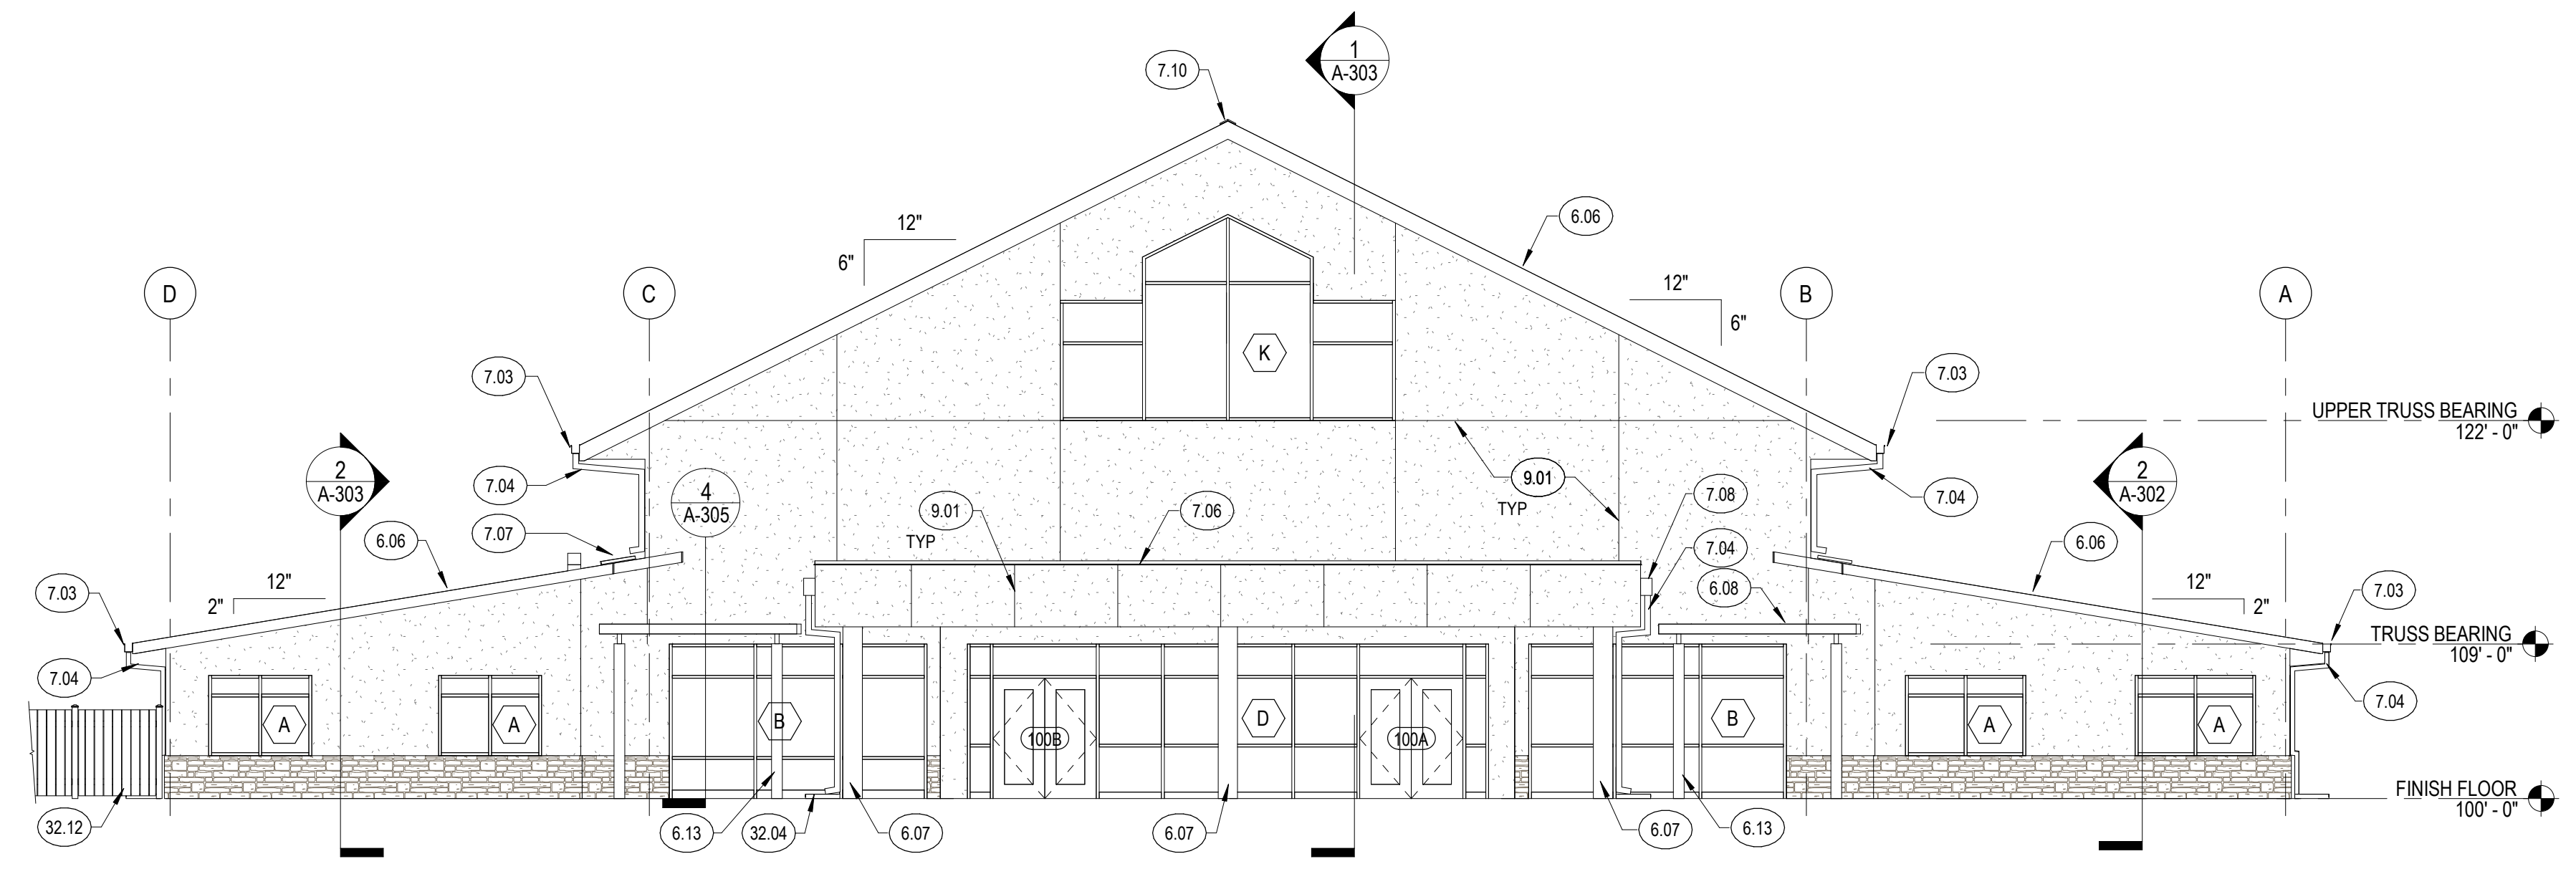 1
A-303
7.10
6.06
12"
6"
12"
6"
D
C
B
A
K
7.03
7.03
UPPER TRUSS BEARING
122' - 0"
2
A-303
7.04
4
A-305
9.01
TYP
2
A-302
7.04
7.08
9.01
TYP
7.06
7.07
6.06
7.04
6.06
12"
2"
7.03
6.08
12"
2"
7.03
TRUSS BEARING
109' - 0"
7.04
7.04
A
A
B
D
B
A
A
100B
100A
FINISH FLOOR
100' - 0"
32.12
6.13
32.04
6.07
6.07
6.07
6.13